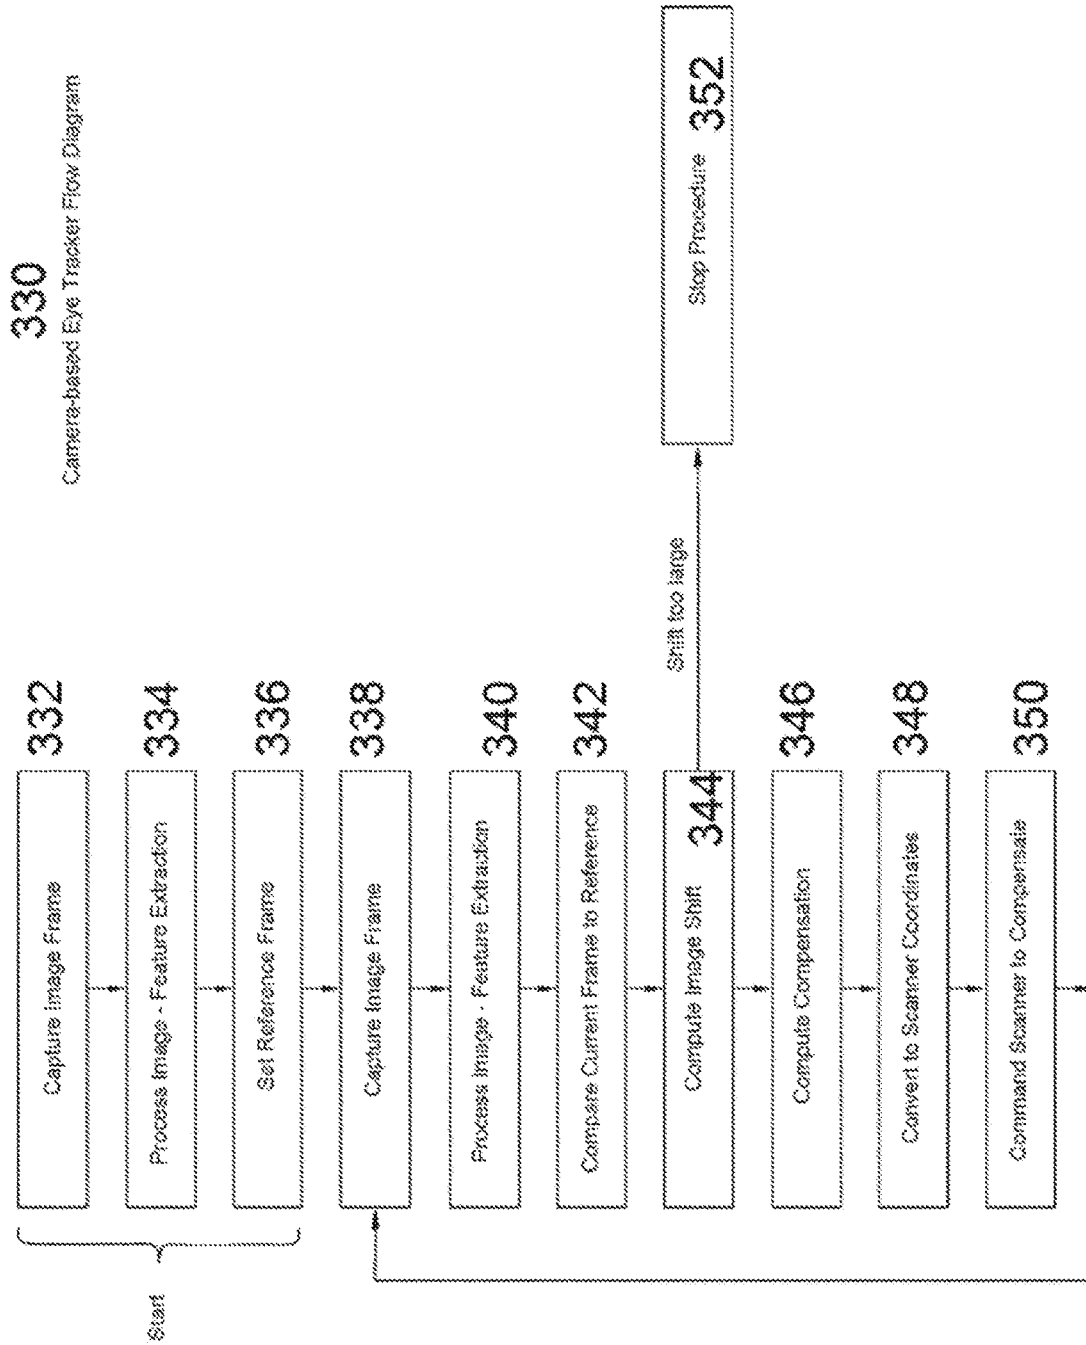 330
Camera-based Eye Tracker Flow Diagram
Start
Capture Image Frame
332
Process Image - Feature Extraction
334
Set Reference Frame
336
Capture Image Frame
338
Process Image - Feature Extraction
340
Compare Current Frame to Reference
342
Compute Image Shift
344
Shift too large
Stop Procedure
352
Compute Compensation
346
Convert to Scanner Coordinates
348
Command Scanner to Compensate
350